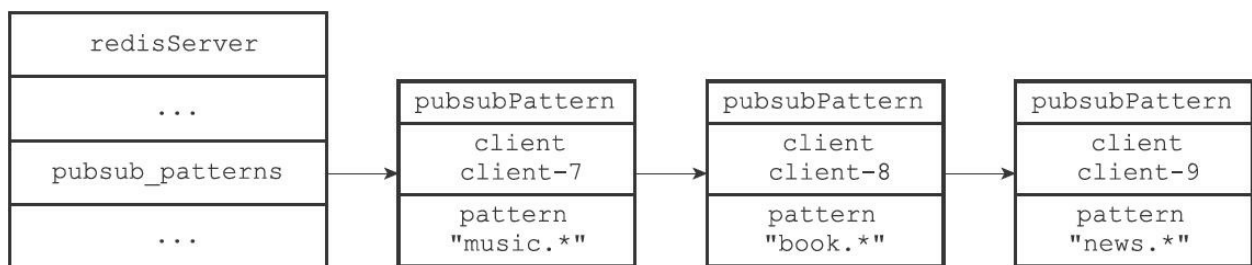 redisServer
...
pubsub_patterns
...
pubsubPattern
client
client-7
pattern
"music.*"
pubsubPattern
client
client-8
pattern
"book.*"
pubsubPattern
client
client-9
pattern
"news.*"